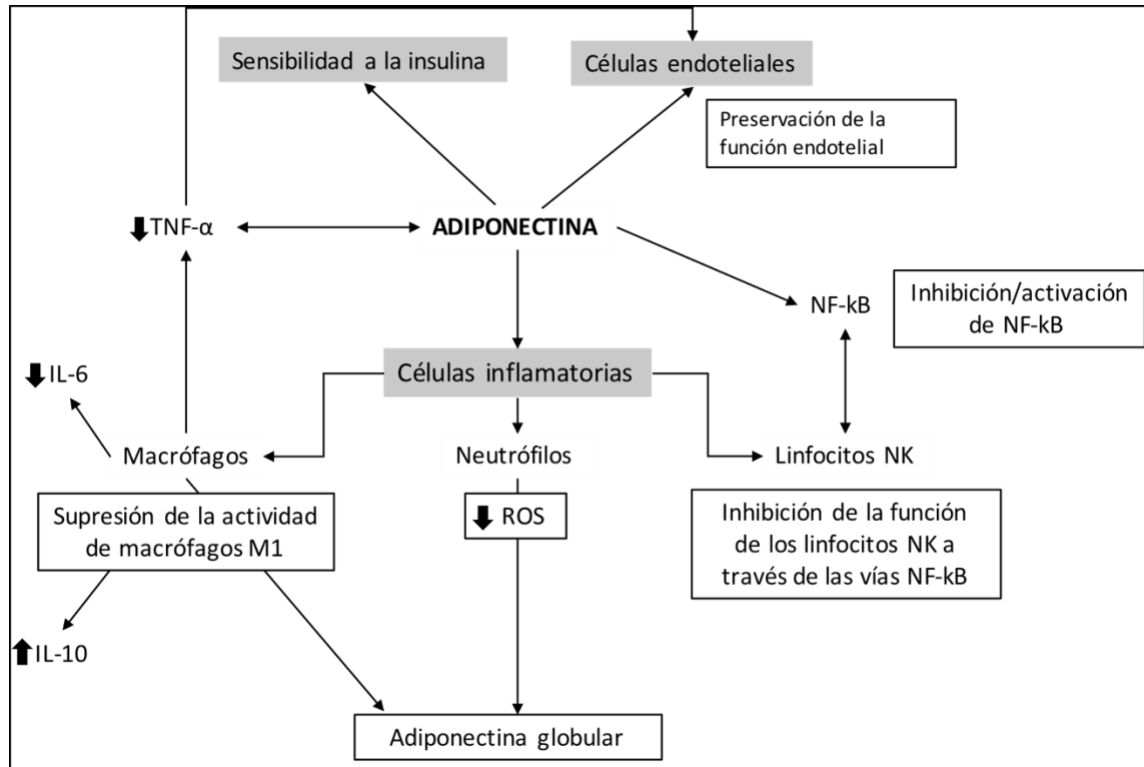 Sensibilidad a la insulina
Células endoteliales
Preservación de la
función endotelial
TNF-α
ADIPONECTINA
NF-kB
Inhibición/activación
de NF-kB
IL-6
Células inflamatorias
Macrófagos
Neutrófilos
Linfocitos NK
Supresión de la actividad
de macrófagos M1
ROS
Inhibición de la función
de los linfocitos NK a
través de las vías NF-kB
IL-10
Adiponectina globular